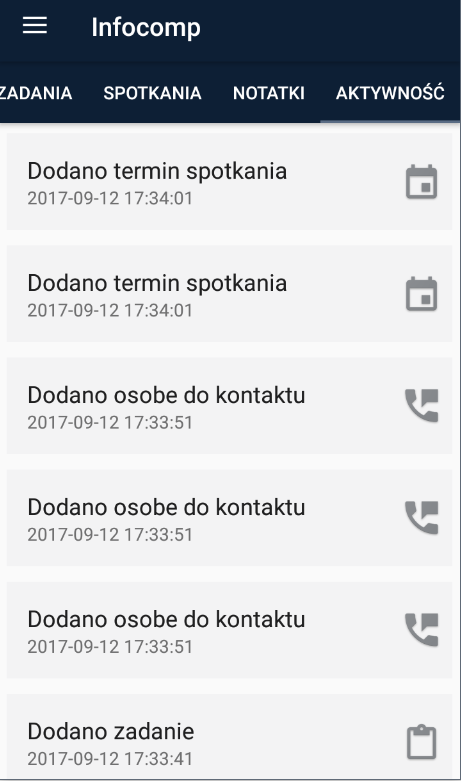 Infocomp
ZADANIA SPOTKANIA NOTATKI AKTYWNOŚĆ
Dodano termin spotkania
2017-09-12 17:34:01
Dodano termin spotkania
2017-09-12 17:34:01
Dodano osobe do kontaktu
2017-09-12 17:33:51
Dodano osobe do kontaktu
2017-09-12 17:33:51
Dodano osobe do kontaktu
2017-09-12 17:33:51
Dodano zadanie
2017-09-12 17:33:41